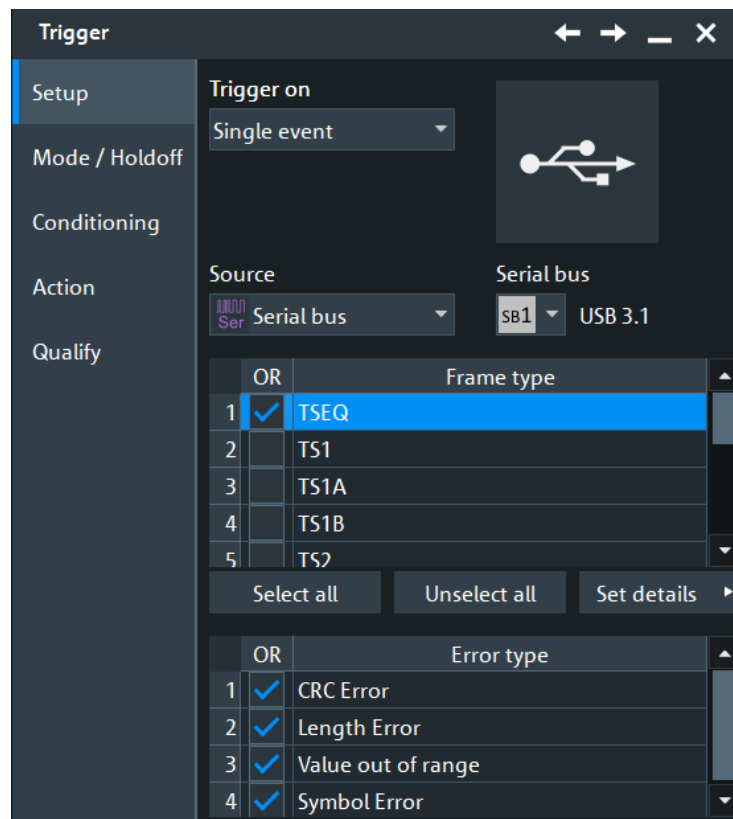 Trigger
Setup
Mode / Holdoff
Conditioning
Action
Qualify
Trigger on
Single event
Source
Serial bus
Ser Serial bus
SB1 USB 3.1
OR Frame type
1 TSEQ
2 TS1
3 TS1A
4 TS1B
5 TS2
Select all Unselect all Set details
OR Error type
1 CRC Error
2 Length Error
3 Value out of range
4 Symbol Error